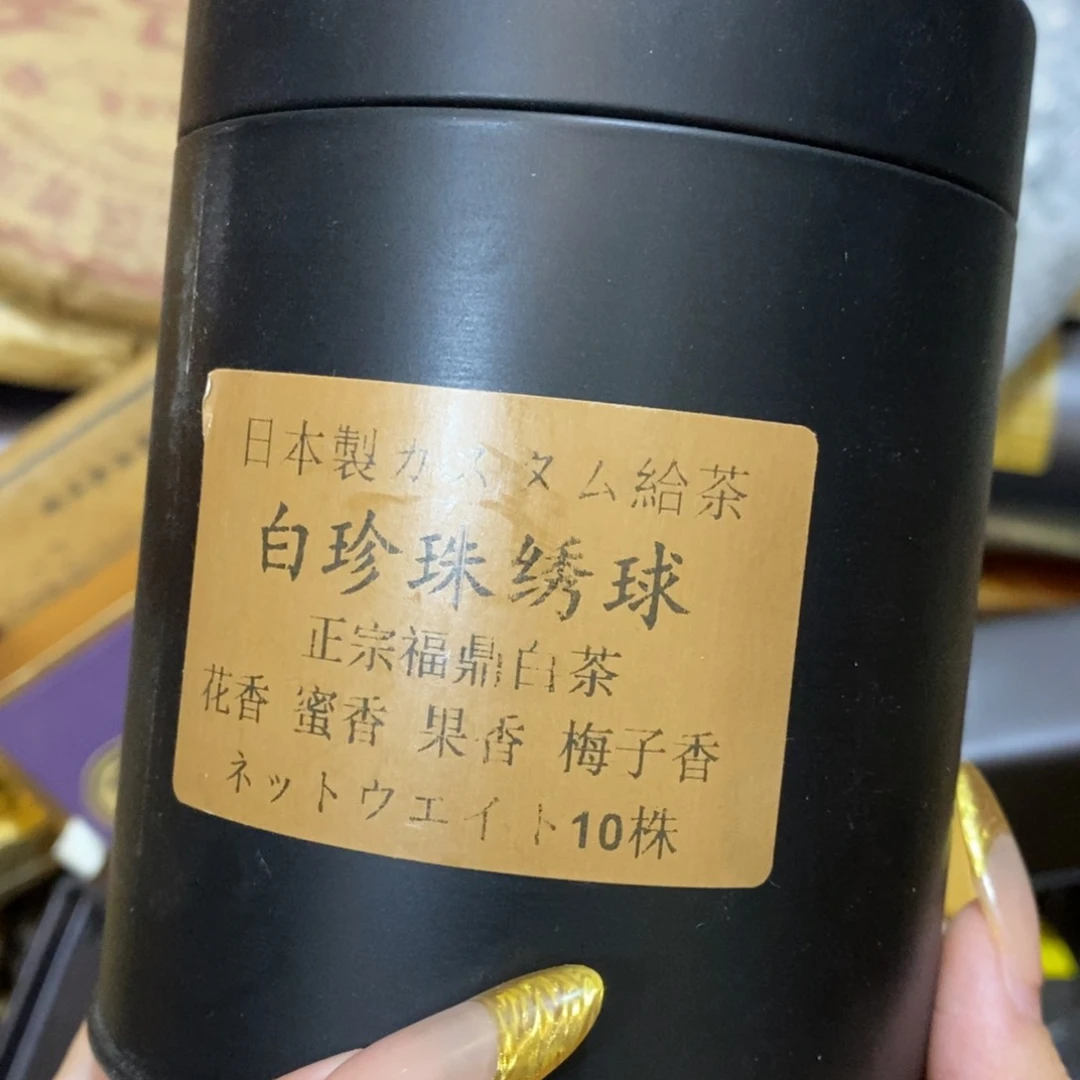 日本製カスタム給茶
白珍珠绣球
正宗福鼎白茶
花香 蜜香 果香 梅子香
ネットウエイト10株